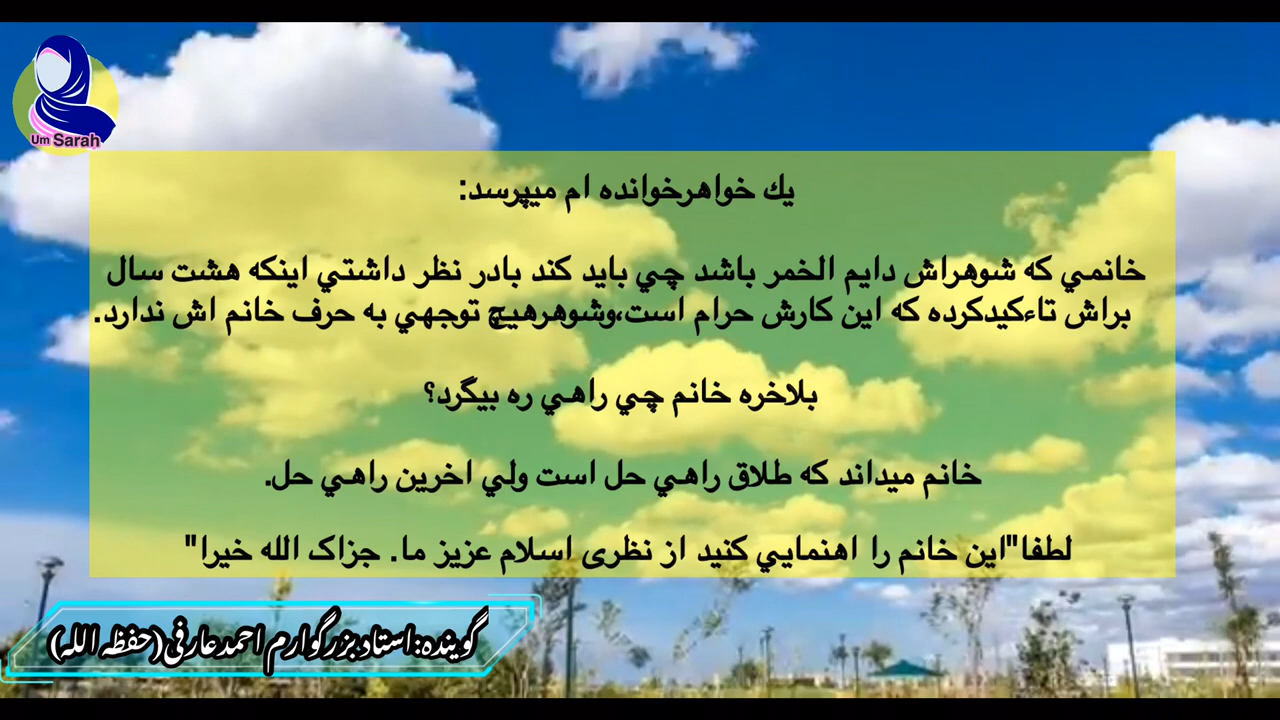 Um Sarah
يك خواهرخوانده ام ميپرسد:
خانمي كه شوهراش دايم الخمر باشد چي بايد كند بادر نظر داشتي اينكه هشت سال
براش تاءكيدكرده كه اين كارش حرام است،وشوهرهيچ توجهي به حرف خانم اش ندارد.
بلاخره خانم چي راهي ره بيگرد؟
خانم ميداند كه طلاق راهي حل است ولي اخرين راهي حل.
لطفا"اين خانم را اهنمايي كنيد از نظرى اسلام عزيز ما. جزاک الله خيرا"
گوینده: استاد بزرگوارم احمد عارفی (حفظه الله)